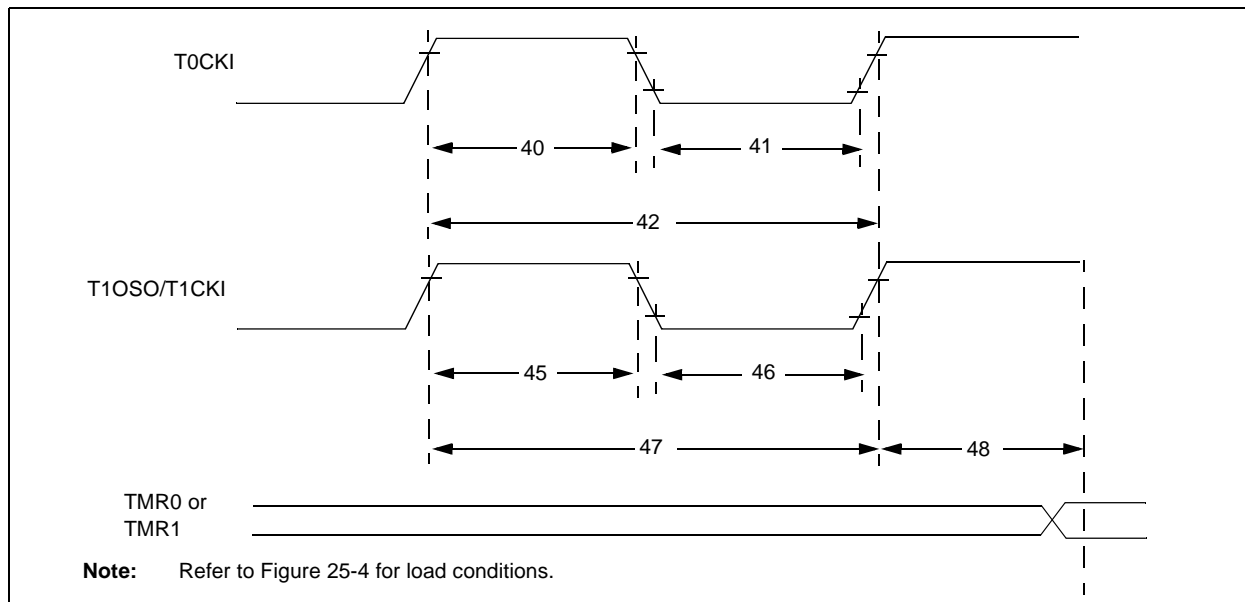 T0CKI
40
41
42
T1OSO/T1CKI
45
46
47
48
TMR0 or
TMR1
Note: Refer to Figure 25-4 for load conditions.